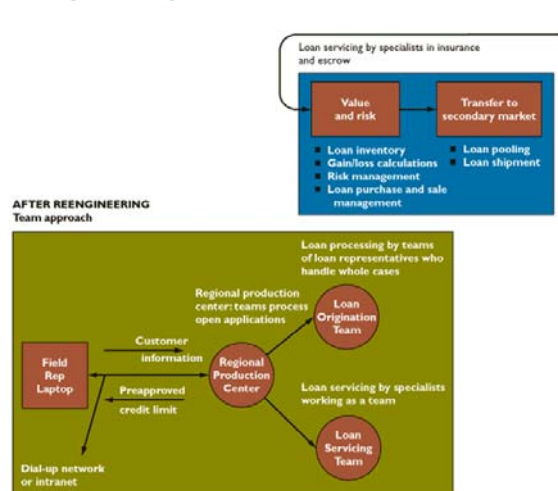 Loan servicing by specialists in insurance
and escrow
Value
and risk
Transfer to
secondary market
■ Loan inventory
■ Gain/loss calculations
■ Risk management
■ Loan purchase and sale
management
■ Loan pooling
■ Loan shipment
AFTER REENGINEERING
Team approach
Loan processing by teams
of loan representatives who
handle whole cases
Regional production
center: teams process
open applications
Loan
Origination
Team
Customer
information
Field
Rep
Laptop
Regional
Production
Center
Preapproved
credit limit
Loan servicing by specialists
working as a team
Loan
Servicing
Team
Dial-up network
or intranet